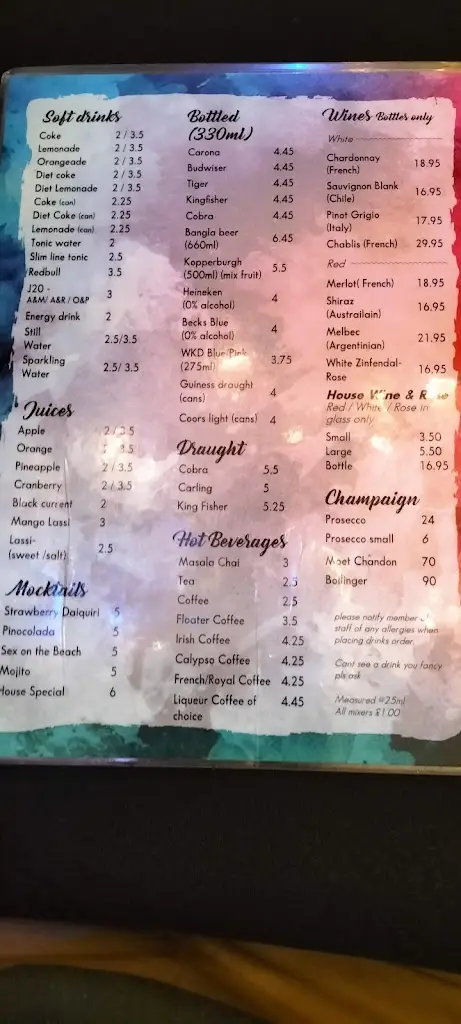 Soft drinks
Coke 2 / 3.5
Lemonade 2 / 3.5
Orangeade 2 / 3.5
Diet coke 2 / 3.5
Diet Lemonade 2 / 3.5
Coke (can) 2.25
Diet Coke (can) 2.25
Lemonade (can) 2.25
Tonic water 2
Slim line tonic 2.5
Redbull 3.5
J20 -
A&M/ A&R / O&P 3
Energy drink 2
Still
Water 2.5/3.5
Sparkling
Water 2.5/ 3.5
Juices
Apple 2 / 3.5
Orange 3.5
Pineapple 2 / 3.5
Cranberry 2 / 3.5
Black current 2
Mango Lassi 3
Lassi-
(sweet /salt) 2.5
Mocktails
Strawberry Daiquiri 5
Pinocolada 5
Sex on the Beach 5
Mojito 5
House Special 6
Bottled
(330ml)
Carona 4.45
Budwiser 4.45
Tiger 4.45
Kingfisher 4.45
Cobra 4.45
Bangla beer
(660ml) 6.45
Kopperburgh
(500ml) (mix fruit) 5.5
Heineken
(0% alcohol) 4
Becks Blue
(0% alcohol) 4
WKD Blue/Pink
(275ml) 3.75
Guiness draught
(cans) 4
Coors light (cans) 4
Draught
Cobra 5.5
Carling 5
King Fisher 5.25
Hot Beverages
Masala Chai 3
Tea 2.5
Coffee 2.5
Floater Coffee 3.5
Irish Coffee 4.25
Calypso Coffee 4.25
French/Royal Coffee 4.25
Liqueur Coffee of
choice 4.45
Wines Bottles only
White
Chardonnay
(French) 18.95
Sauvignon Blank
(Chile) 16.95
Pinot Grigio
(Italy) 17.95
Chablis (French) 29.95
Red
Merlot( French) 18.95
Shiraz
(Austrailain) 16.95
Melbec
(Argentinian) 21.95
White Zinfendal-
Rose 16.95
House Wine & Rose
Red / White / Rose in
glass only
Small 3.50
Large 5.50
Bottle 16.95
Champaign
Prosecco 24
Prosecco small 6
Moet Chandon 70
Bollinger 90
please notify member of
staff of any allergies when
placing drinks order.
Cant see a drink you fancy
pls ask
Measured @25ml
All mixers £1.00